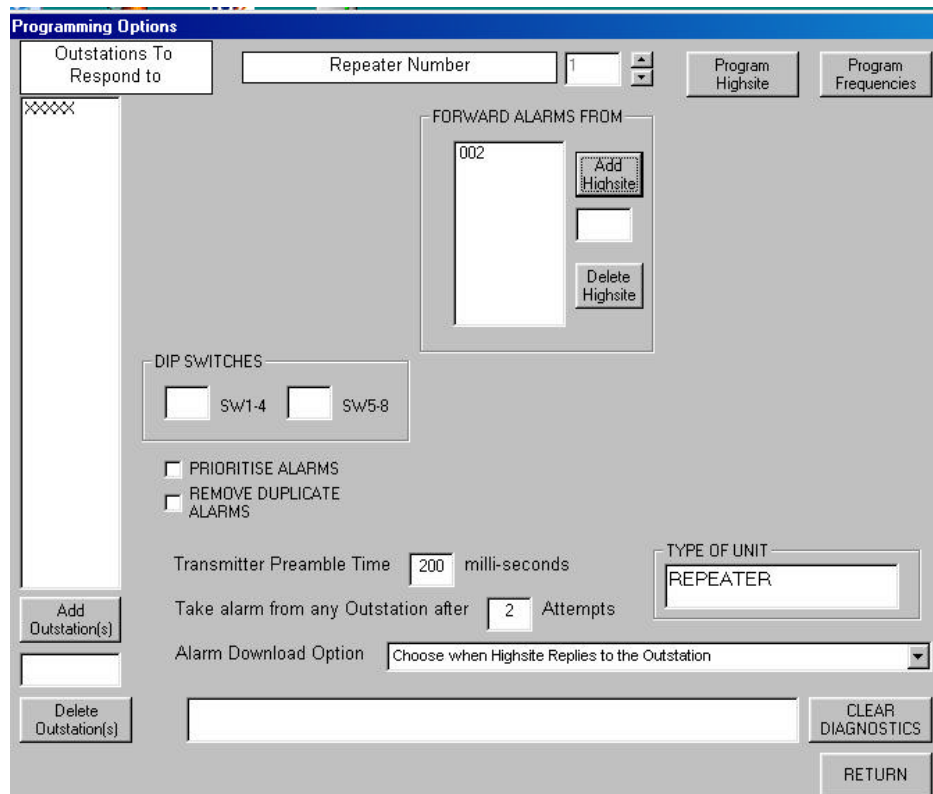 Programming Options
Outstations To
Respond to
Repeater Number
1
Program
Highsite
Program
Frequencies
XXXXX
FORWARD ALARMS FROM
002
Add
Highsite
Delete
Highsite
DIP SWITCHES
SW1-4
SW5-8
PRIORITISE ALARMS
REMOVE DUPLICATE
ALARMS
Transmitter Preamble Time 200 milli-seconds
TYPE OF UNIT
REPEATER
Add
Outstation(s)
Take alarm from any Outstation after 2 Attempts
Alarm Download Option Choose when Highsite Replies to the Outstation
Delete
Outstation(s)
CLEAR
DIAGNOSTICS
RETURN